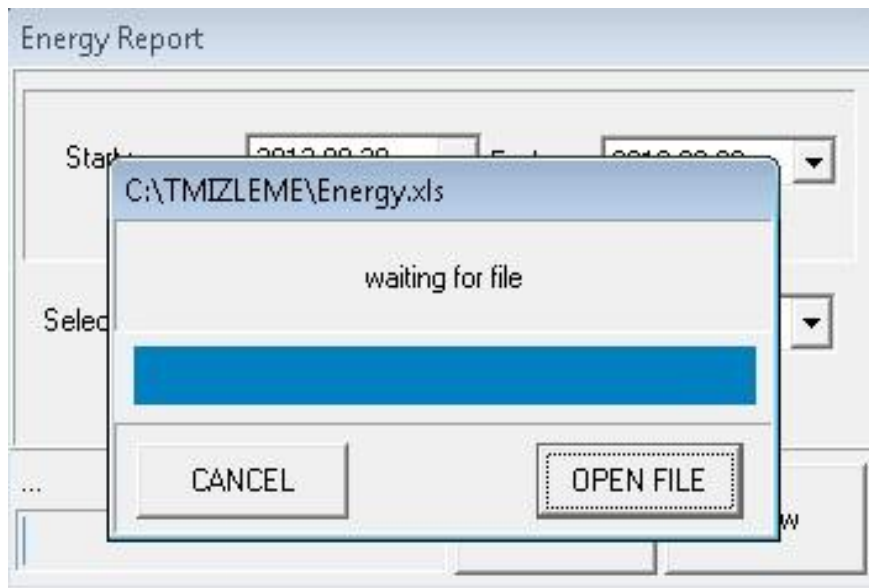 Energy Report
C:\TMIZLEME\Energy.xls
waiting for file
...
CANCEL
OPEN FILE